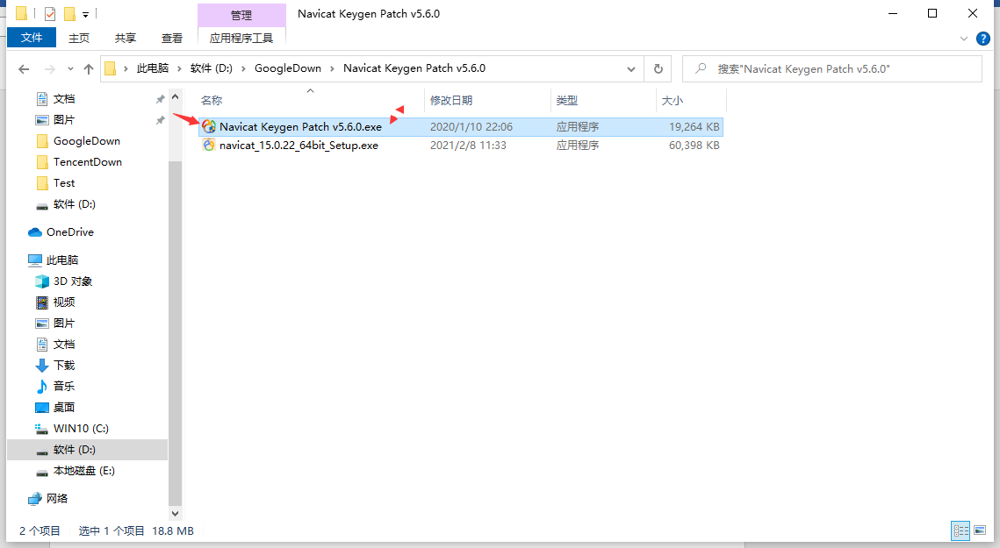 管理
Navicat Keygen Patch v5.6.0
文件
主页
共享
查看
应用程序工具
此电脑 > 软件 (D:) > GoogleDown > Navicat Keygen Patch v5.6.0
搜索"Navicat Keygen Patch v5.6.0"
名称
修改日期
类型
大小
Navicat Keygen Patch v5.6.0.exe
2020/1/10 22:06
应用程序
19,264 KB
navicat_15.0.22_64bit_Setup.exe
2021/2/8 11:33
应用程序
60,398 KB
文档
图片
GoogleDown
TencentDown
Test
软件 (D:)
OneDrive
此电脑
3D 对象
视频
图片
文档
下载
音乐
桌面
WIN10 (C:)
软件 (D:)
本地磁盘 (E:)
网络
2 个项目
选中 1 个项目 18.8 MB